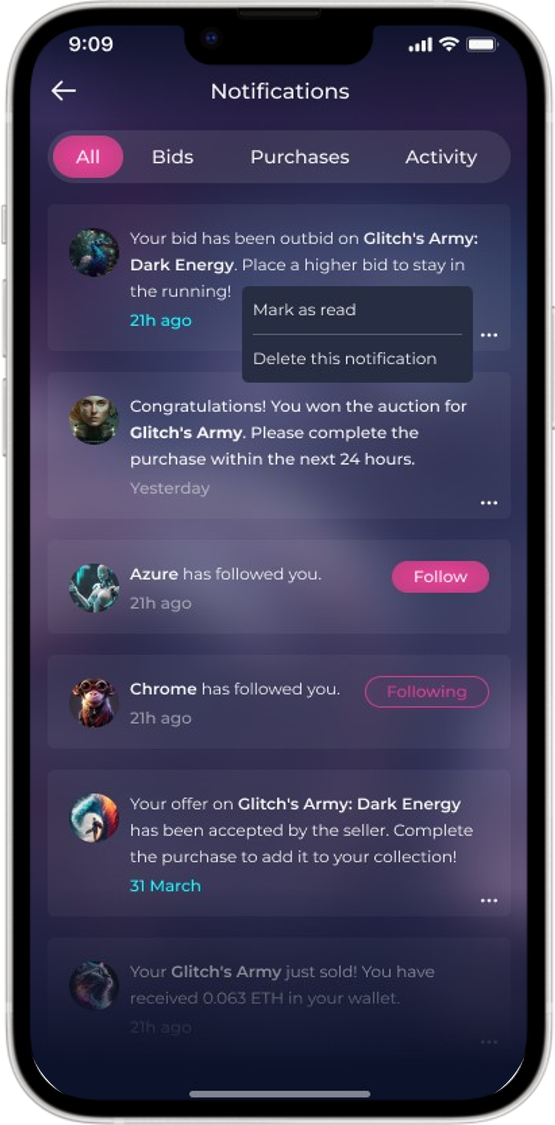 9:09
Notifications
All Bids Purchases Activity
Your bid has been outbid on Glitch's Army:
Dark Energy. Place a higher bid to stay in
the running!
21h ago
Mark as read
Delete this notification
Congratulations! You won the auction for
Glitch's Army. Please complete the
purchase within the next 24 hours.
Yesterday
Azure has followed you.
Follow
21h ago
Chrome has followed you.
Following
21h ago
Your offer on Glitch's Army: Dark Energy
has been accepted by the seller. Complete
the purchase to add it to your collection!
31 March
Your Glitch's Army just sold! You have
received 0.063 ETH in your wallet.
21h ago